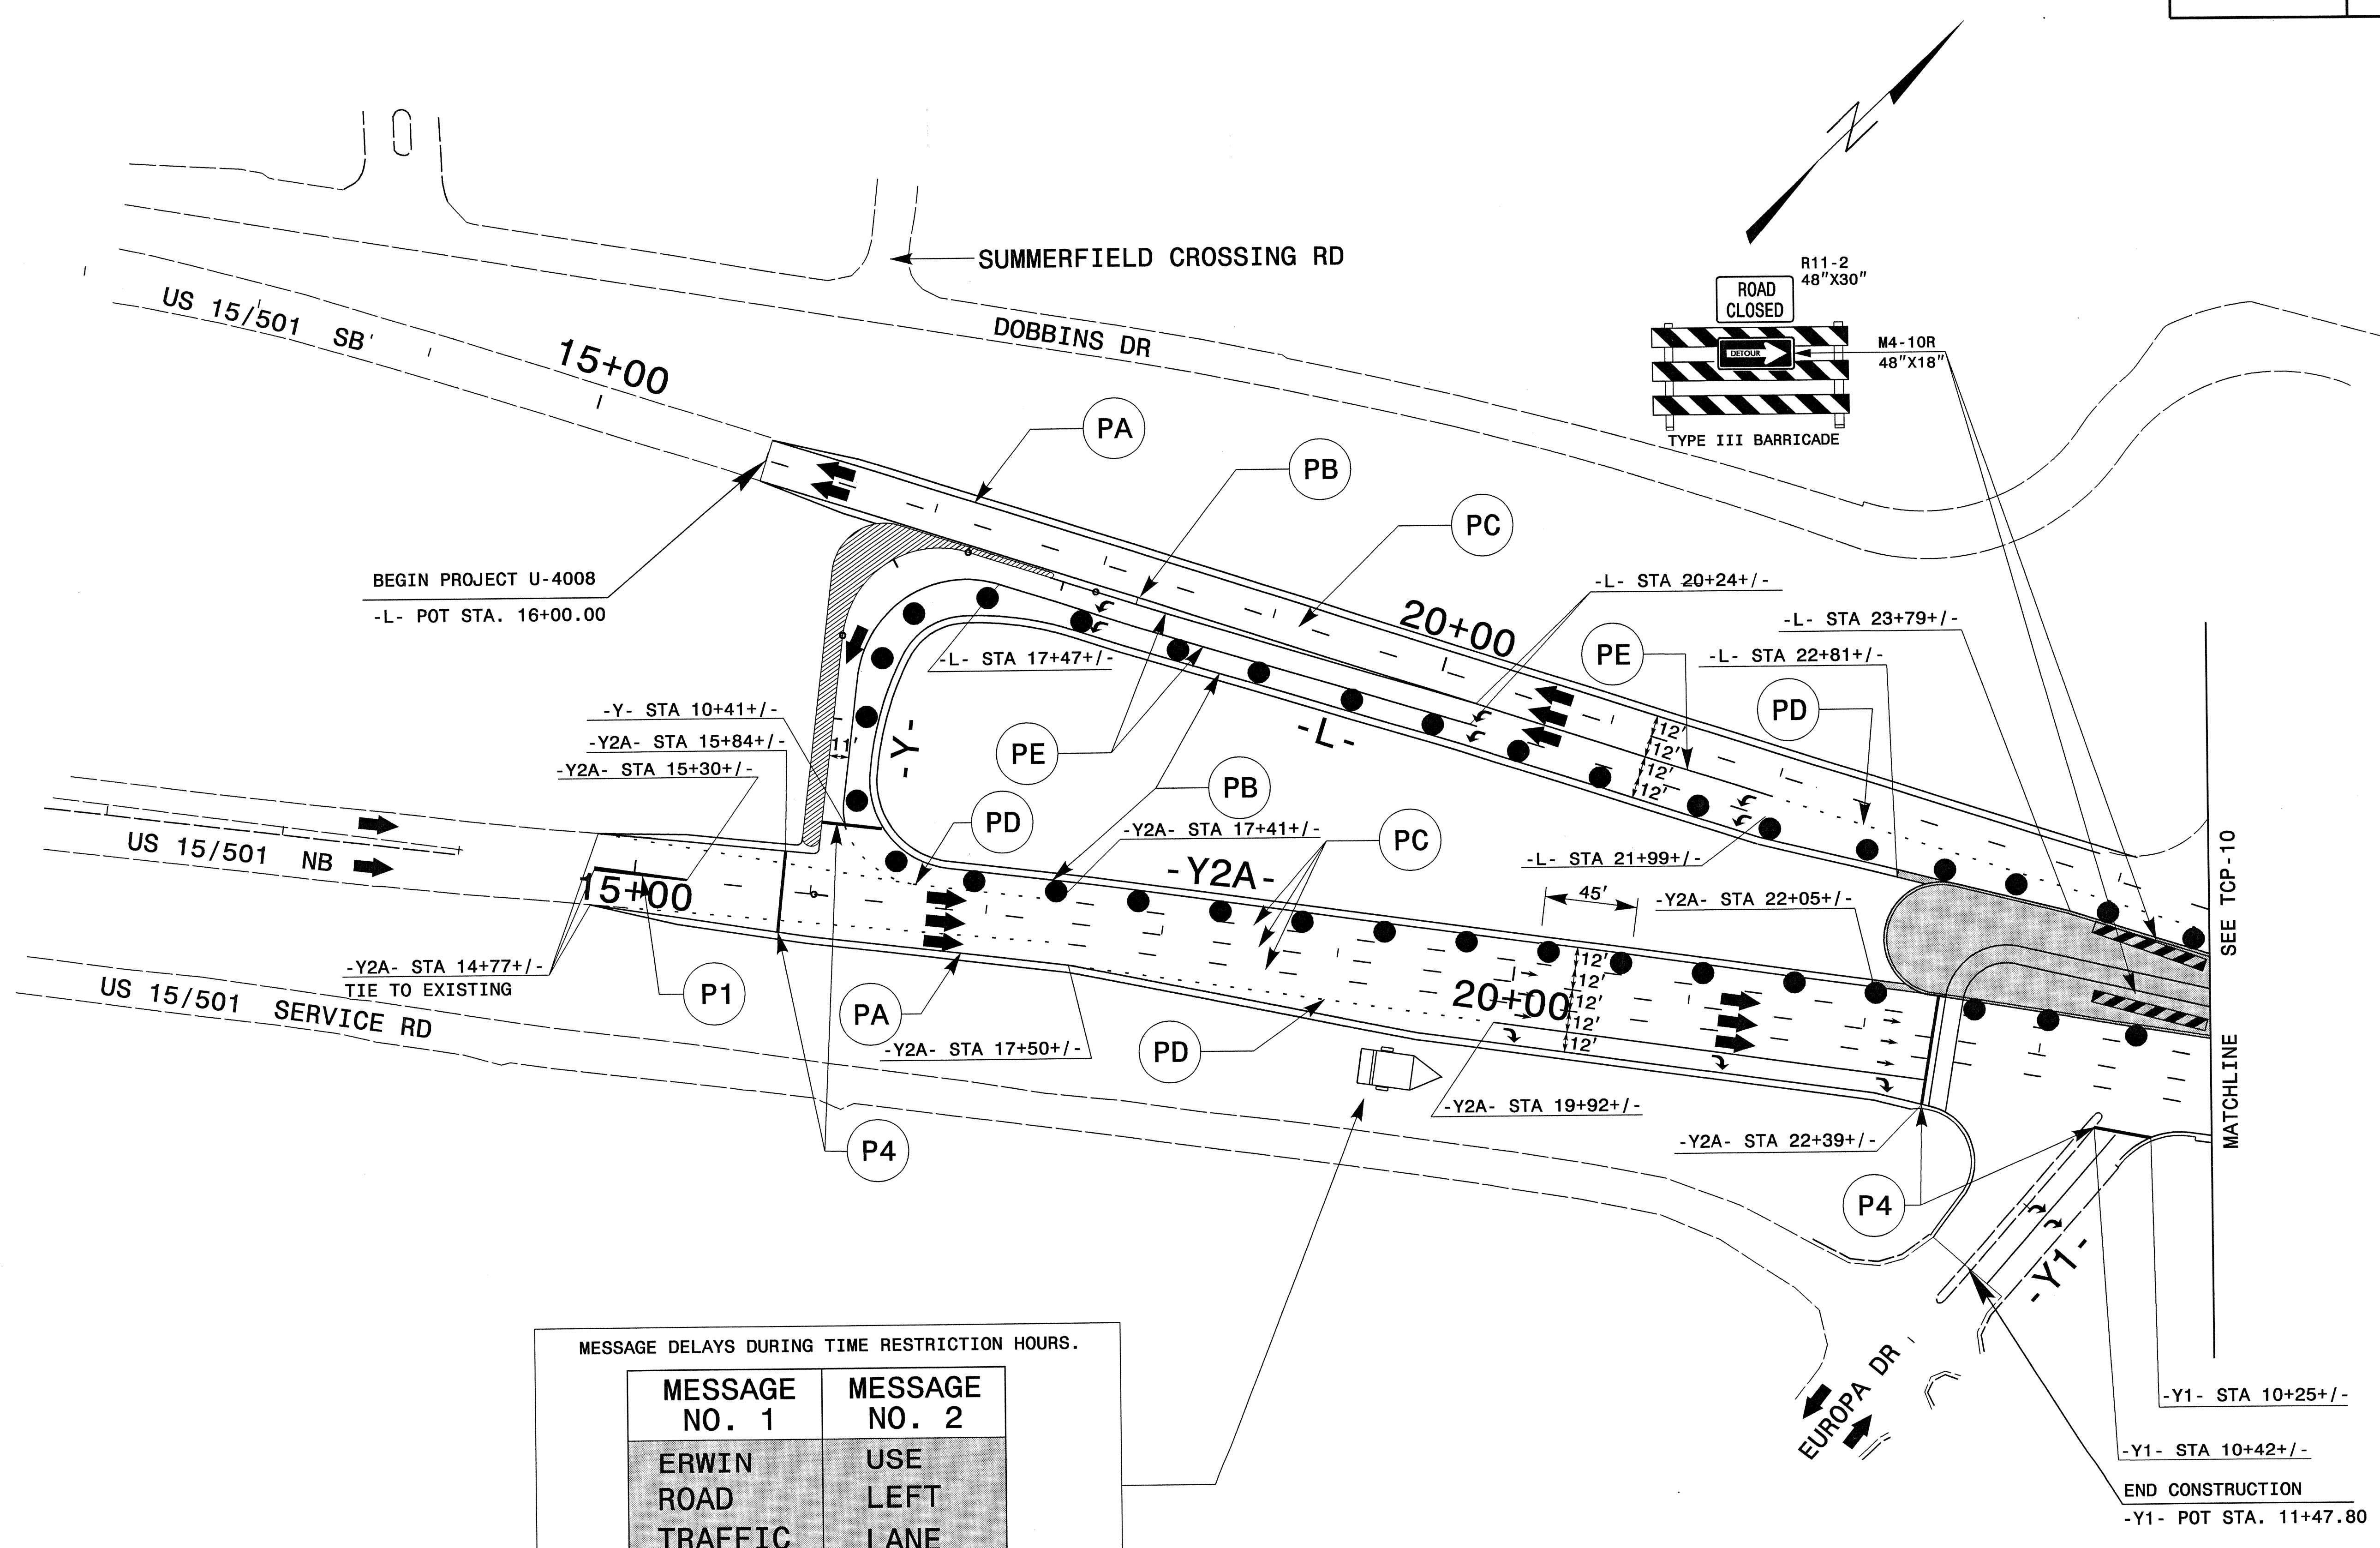 SUMMERFIELD CROSSING RD
R11-2
48"X30"
ROAD
CLOSED
DETOUR
M4-10R
48"X18"
TYPE III BARRICADE
US 15/501 SB
15+00
DOBBINS DR
PA
PB
PC
BEGIN PROJECT U-4008
-L- POT STA. 16+00.00
-L- STA 20+24+/-
20+00
-L- STA 23+79+/-
PE
-L- STA 22+81+/-
-L- STA 17+47+/-
PD
-Y- STA 10+41+/-
-Y2A- STA 15+84+/-
-Y2A- STA 15+30+/-
11'
-Y-
PE
-L-
12'
12'
12'
12'
PB
PD
-Y2A- STA 17+41+/-
PC
-L- STA 21+99+/-
US 15/501 NB
15+00
-Y2A-
45'
-Y2A- STA 22+05+/-
SEE TCP-10
MATCHLINE
-Y2A- STA 14+77+/-
TIE TO EXISTING
P1
PA
12'
12'
12'
12'
12'
20+00
US 15/501 SERVICE RD
-Y2A- STA 17+50+/-
PD
-Y2A- STA 19+92+/-
-Y2A- STA 22+39+/-
P4
P4
-Y1-
EUROPA DR
-Y1- STA 10+25+/-
-Y1- STA 10+42+/-
END CONSTRUCTION
-Y1- POT STA. 11+47.80
MESSAGE DELAYS DURING TIME RESTRICTION HOURS.
MESSAGE NO. 1
MESSAGE NO. 2
ERWIN
USE
ROAD
LEFT
TRAFFIC
LANE